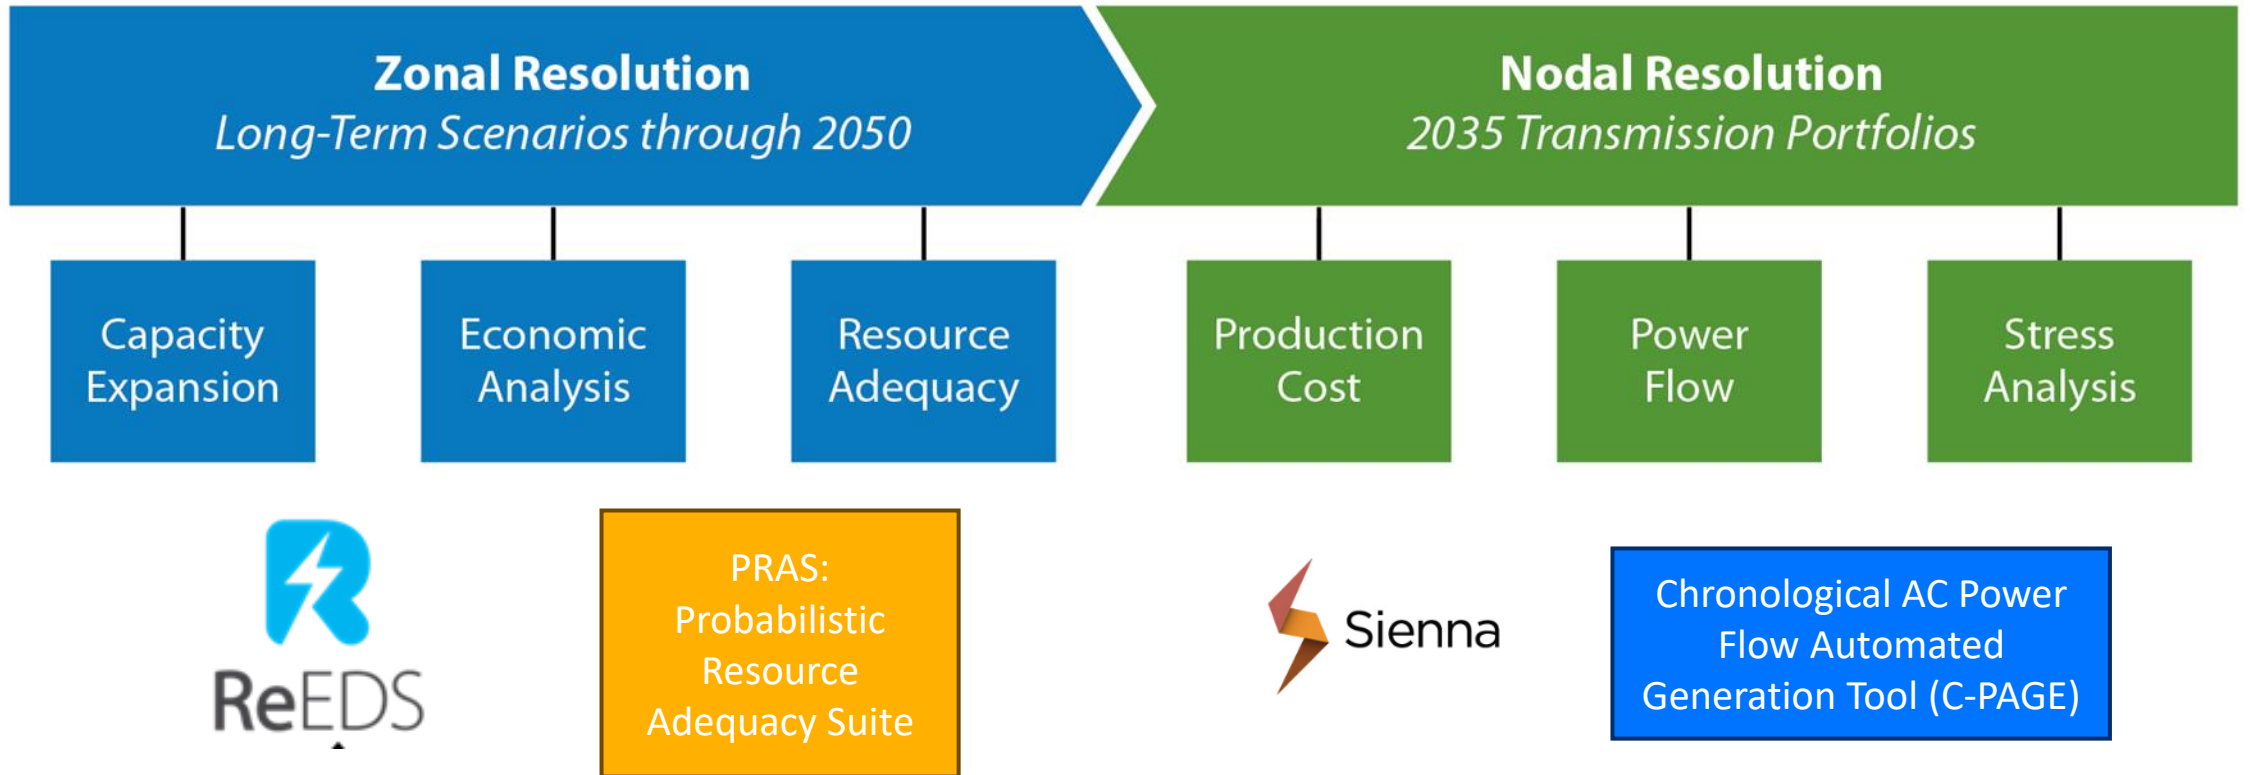 Zonal Resolution
Long-Term Scenarios through 2050
Nodal Resolution
2035 Transmission Portfolios
Capacity
Expansion
Economic
Analysis
Resource
Adequacy
Production
Cost
Power
Flow
Stress
Analysis
ReEDS
PRAS:
Probabilistic
Resource
Adequacy Suite
Sienna
Chronological AC Power
Flow Automated
Generation Tool (C-PAGE)